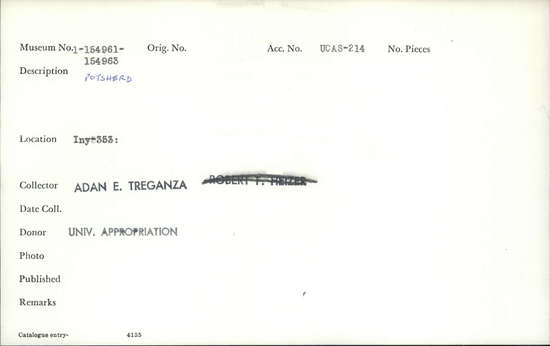 Museum No. 1-154961- Orig. No. Acc. No. UCAS-214 No. Pieces
154963
Description POTSHERD
Location Iny-353:
Collector ADAN E. TREGANZA ROBERT F. HEIZER
Date Coll.
Donor UNIV. APPROPRIATION
Photo
Published
Remarks
Catalogue entry- 4155